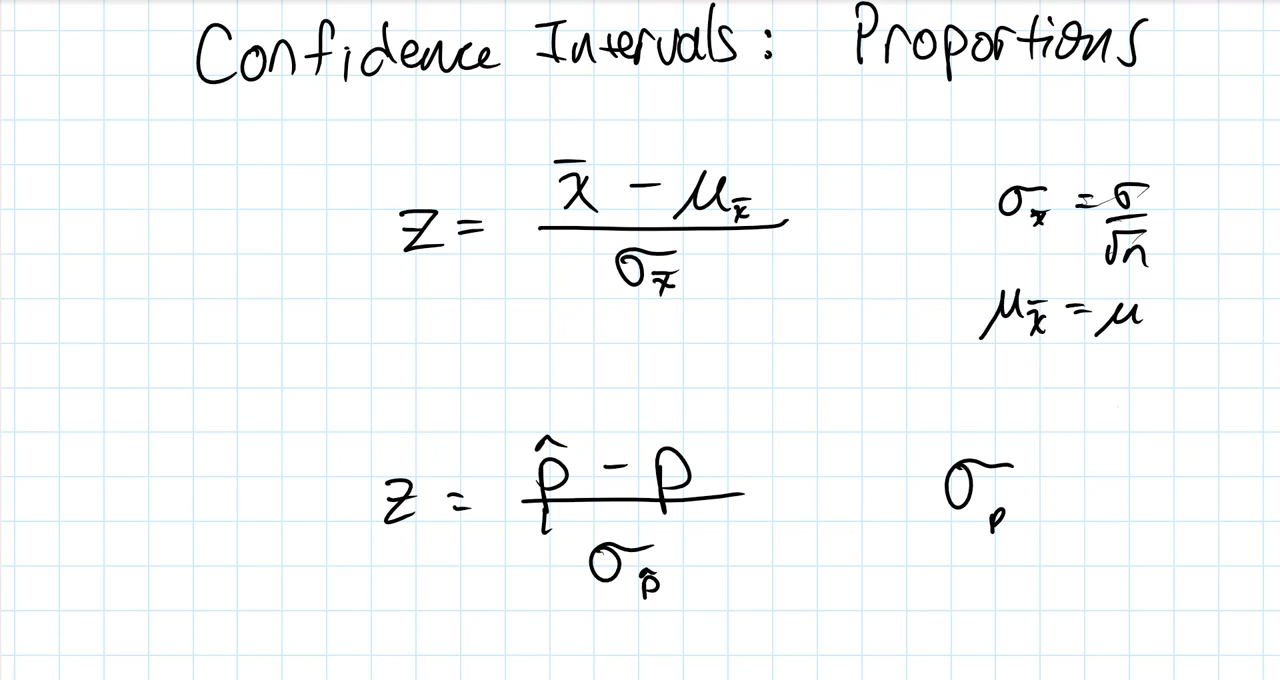 Confidence Intervals: Proportions
z = (x̄ − μ_x̄) / σ_x̄
σ_x̄ = σ / √n
μ_x̄ = μ
z = (p̂ − p) / σ_p̂
σ_p